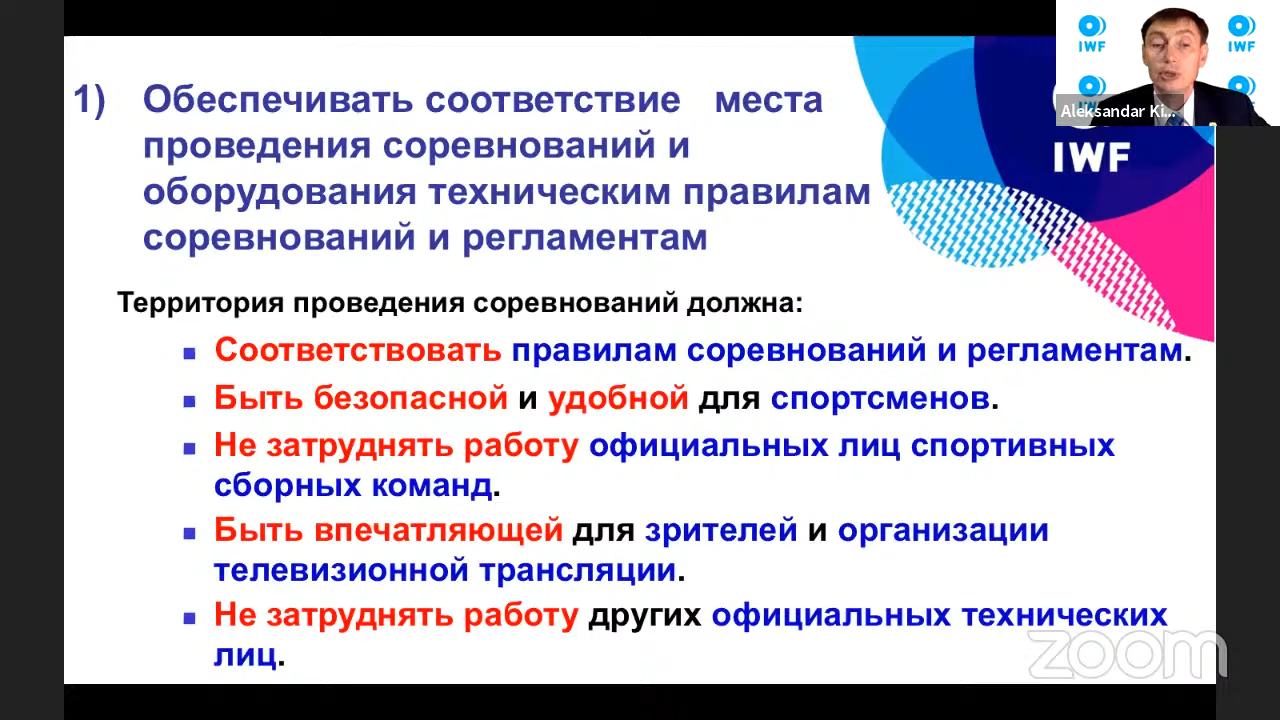 IWF
IWF
Aleksandar Ki...
IWF
1) Обеспечивать соответствие места
проведения соревнований и
оборудования техническим правилам
соревнований и регламентам
Территория проведения соревнований должна:
Соответствовать правилам соревнований и регламентам.
Быть безопасной и удобной для спортсменов.
Не затруднять работу официальных лиц спортивных
сборных команд.
Быть впечатляющей для зрителей и организации
телевизионной трансляции.
Не затруднять работу других официальных технических
лиц.
zoom